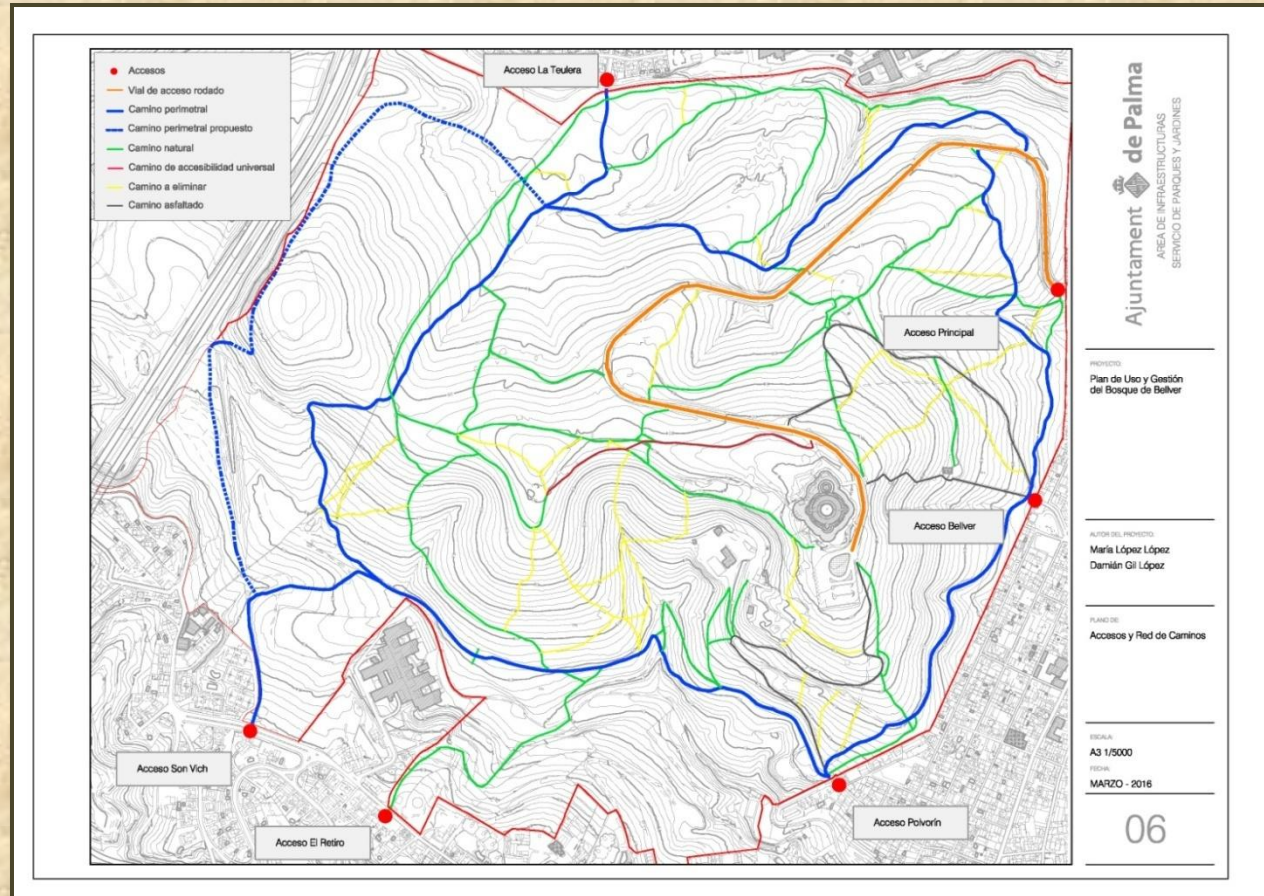 Accesos
Vial de acceso rodado
Camino perimetral
Camino perimetral propuesto
Camino natural
Camino de accesibilidad universal
Camino a eliminar
Camino asfaltado
Acceso La Teulera
Acceso Principal
Acceso Bellver
Acceso Son Vich
Acceso El Retiro
Acceso Polvorín
Ajuntament de Palma
AREA DE INFRAESTRUCTURAS
SERVICIO DE PARQUES Y JARDINES
PROYECTO:
Plan de Uso y Gestión
del Bosque de Bellver
AUTOR DEL PROYECTO:
María López López
Damián Gil López
PLANO DE:
Accesos y Red de Caminos
ESCALA:
A3 1/5000
FECHA:
MARZO - 2016
06